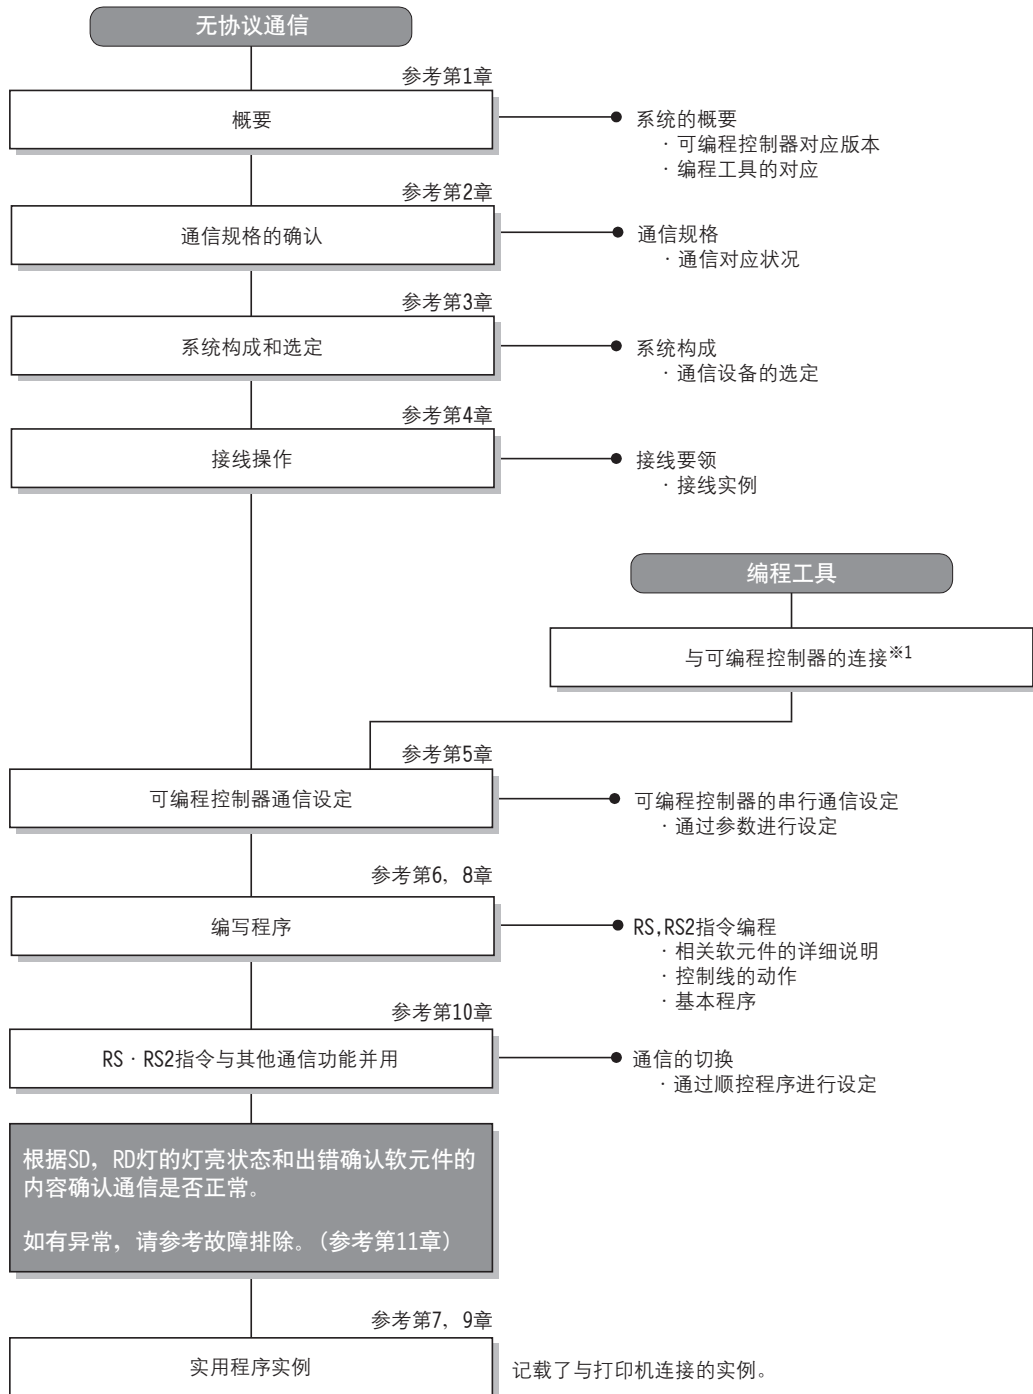 无协议通信
参考第1章
概要
系统的概要
· 可编程控制器对应版本
· 编程工具的对应
参考第2章
通信规格的确认
通信规格
· 通信对应状况
参考第3章
系统构成和选定
系统构成
· 通信设备的选定
参考第4章
接线操作
接线要领
· 接线实例
编程工具
与可编程控制器的连接※1
参考第5章
可编程控制器通信设定
可编程控制器的串行通信设定
· 通过参数进行设定
参考第6，8章
编写程序
RS,RS2指令编程
· 相关软元件的详细说明
· 控制线的动作
· 基本程序
参考第10章
RS · RS2指令与其他通信功能并用
通信的切换
· 通过顺控程序进行设定
根据SD，RD灯的灯亮状态和出错确认软元件的
内容确认通信是否正常。
如有异常，请参考故障排除。(参考第11章)
参考第7，9章
实用程序实例
记载了与打印机连接的实例。